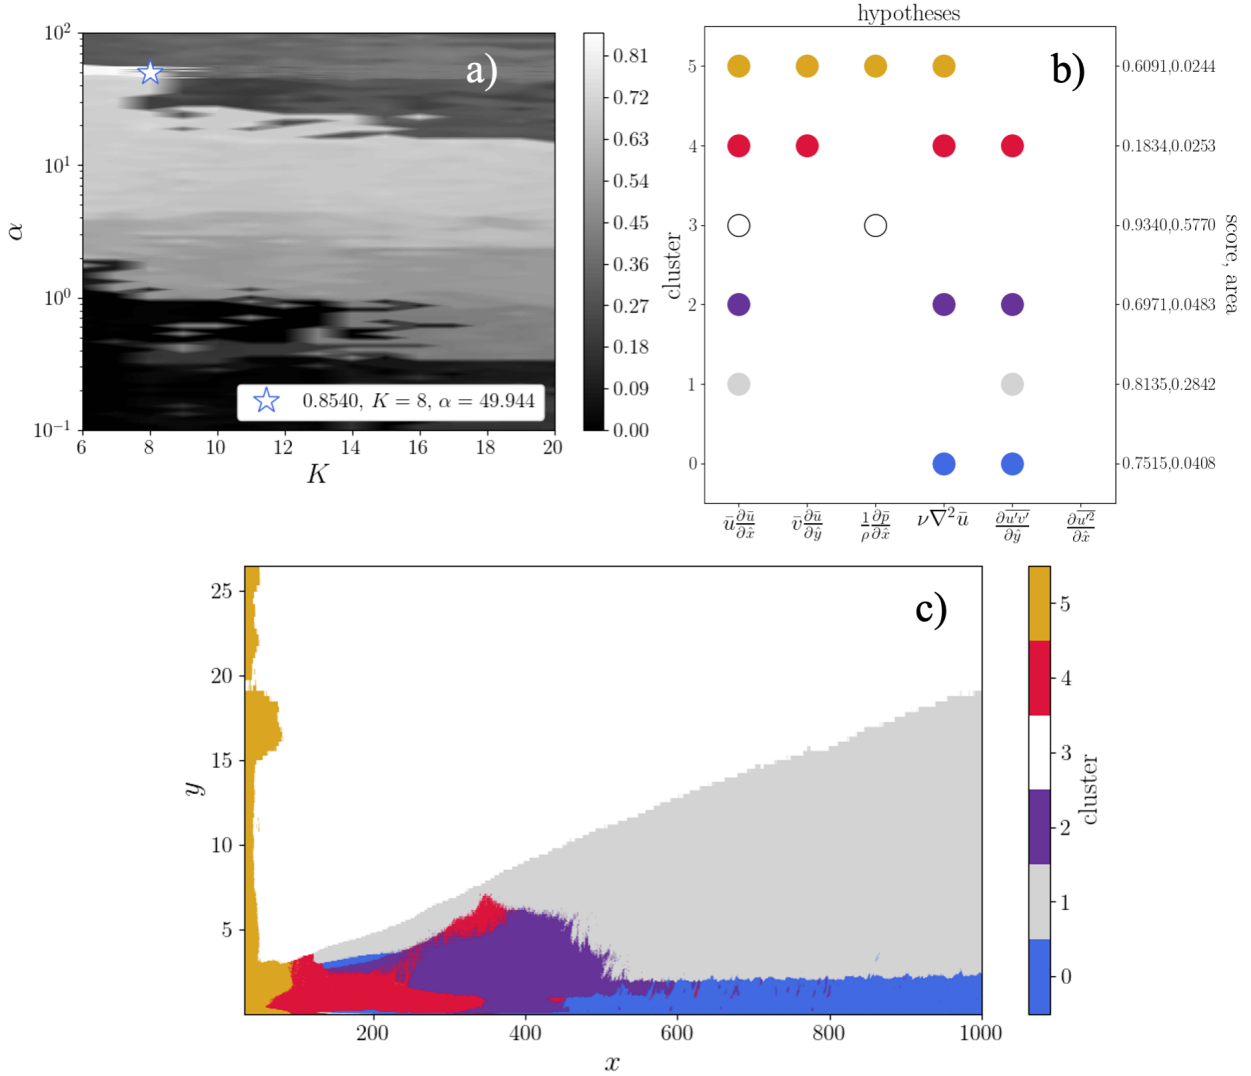 hypotheses
10²
10¹
10⁰
10⁻¹
α
6 8 10 12 14 16 18 20
K
a)
0.8540, K = 8, α = 49.944
0.81
0.72
0.63
0.54
0.45
0.36
0.27
0.18
0.09
0.00
b)
cluster
5 0.6091,0.0244
4 0.1834,0.0253
3 0.9340,0.5770
2 0.6971,0.0483
1 0.8135,0.2842
0 0.7515,0.0408
score, area
ū∂ū/∂x̂ v̄∂ū/∂ŷ 1/ρ ∂p̄/∂x̂ ν∇²ū ∂u′v′‾/∂ŷ ∂u′²‾/∂x̂
c)
25
20
15
10
5
y
200 400 600 800 1000
x
5
4
3
2
1
0
cluster